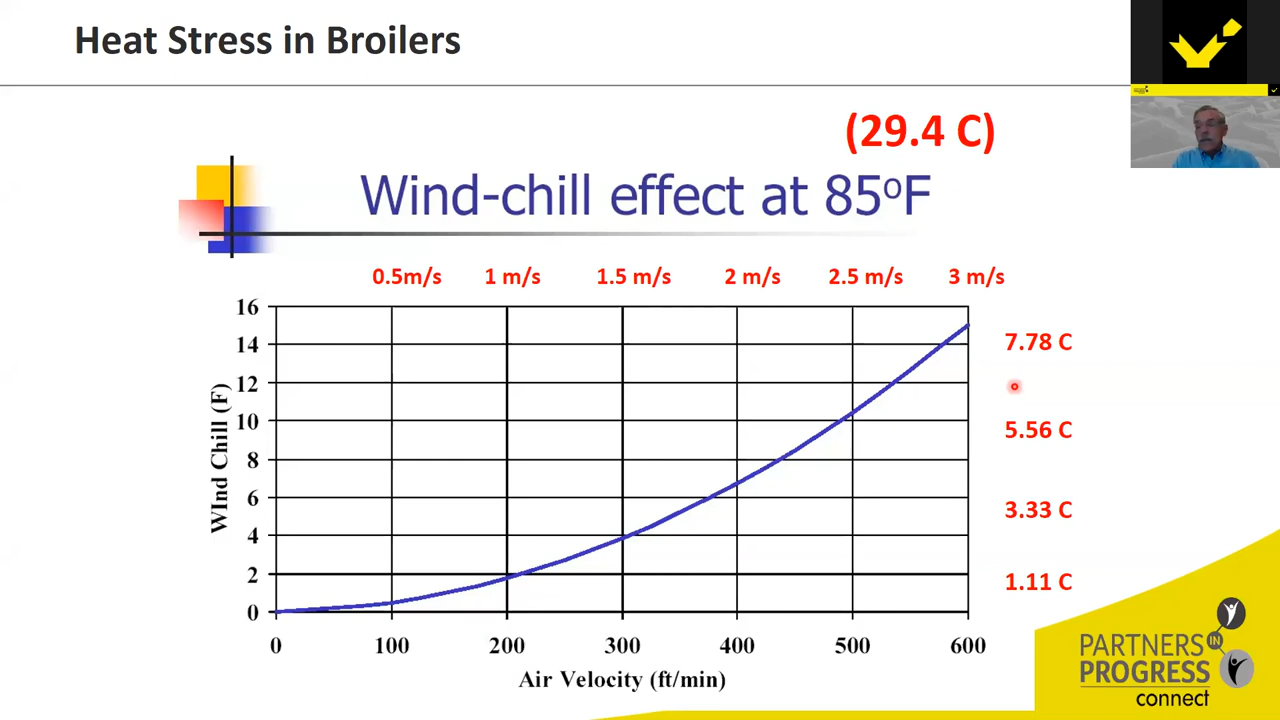 Heat Stress in Broilers
(29.4 C)
Wind-chill effect at 85ºF
0.5m/s 1 m/s 1.5 m/s 2 m/s 2.5 m/s 3 m/s
16
14
12
10
8
6
4
2
0
WInd Chill (F)
7.78 C
5.56 C
3.33 C
1.11 C
0 100 200 300 400 500 600
Air Velocity (ft/min)
PARTNERS IN
PROGRESS
connect